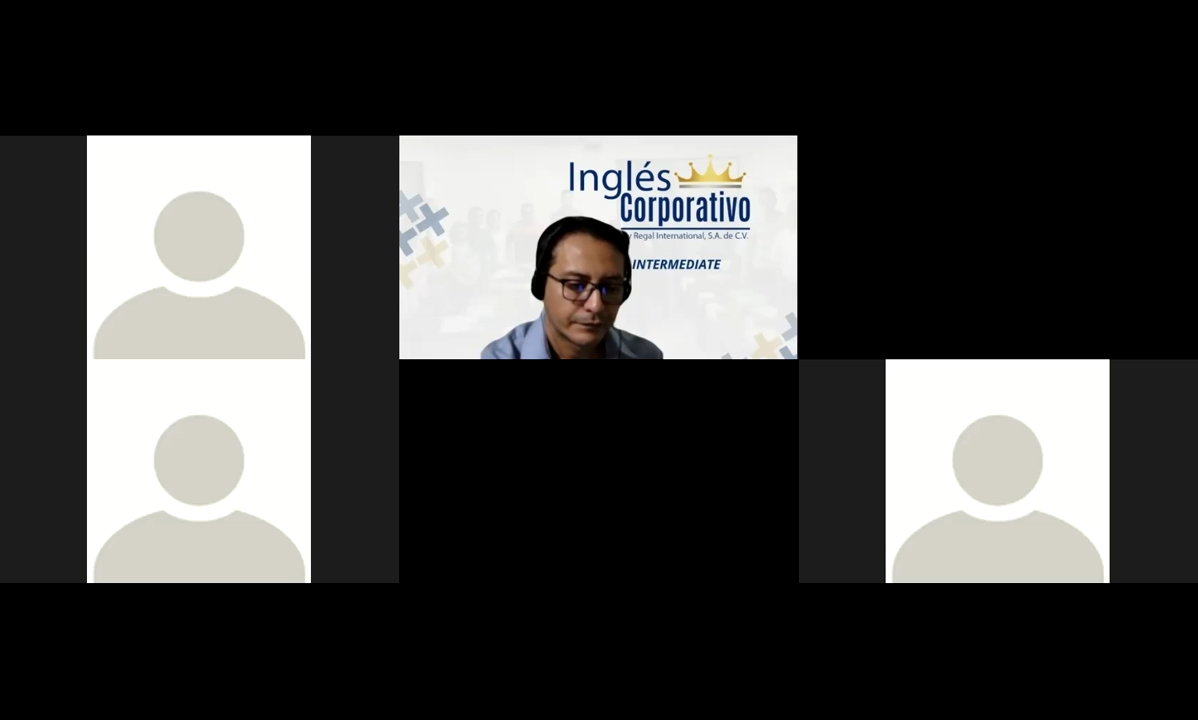 Inglés
Corporativo
y Regal International, S.A. de C.V.
INTERMEDIATE